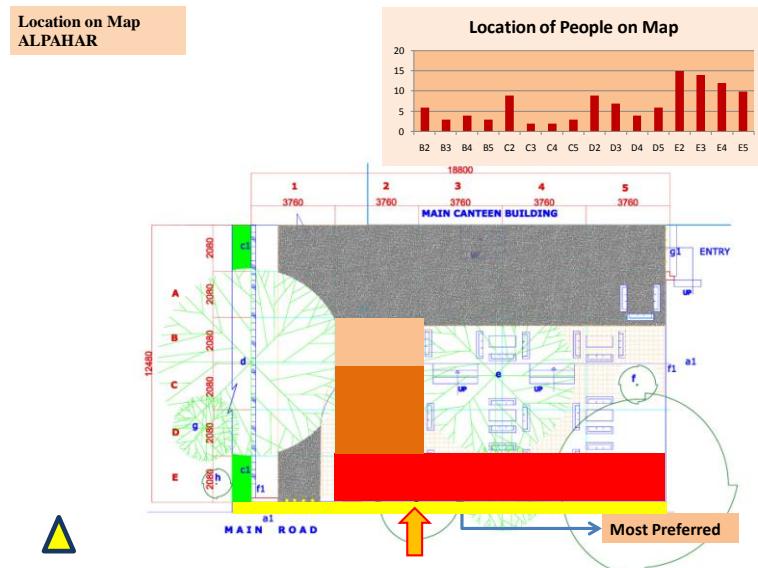 Location on Map
ALPAHAR
Location of People on Map
20
15
10
5
0
B2 B3 B4 B5 C2 C3 C4 C5 D2 D3 D4 D5 E2 E3 E4 E5
18800
1 2 3 4 5
3760 3760 3760 3760 3760
MAIN CANTEEN BUILDING
c1
2080
UP
g1 ENTRY
A
2080
UP
B
2080
12480
d
a1
f1
e
f
C
2080
UP
UP
D
g
2080
E
h
2080
c1
f1
a1
MAIN ROAD
Most Preferred